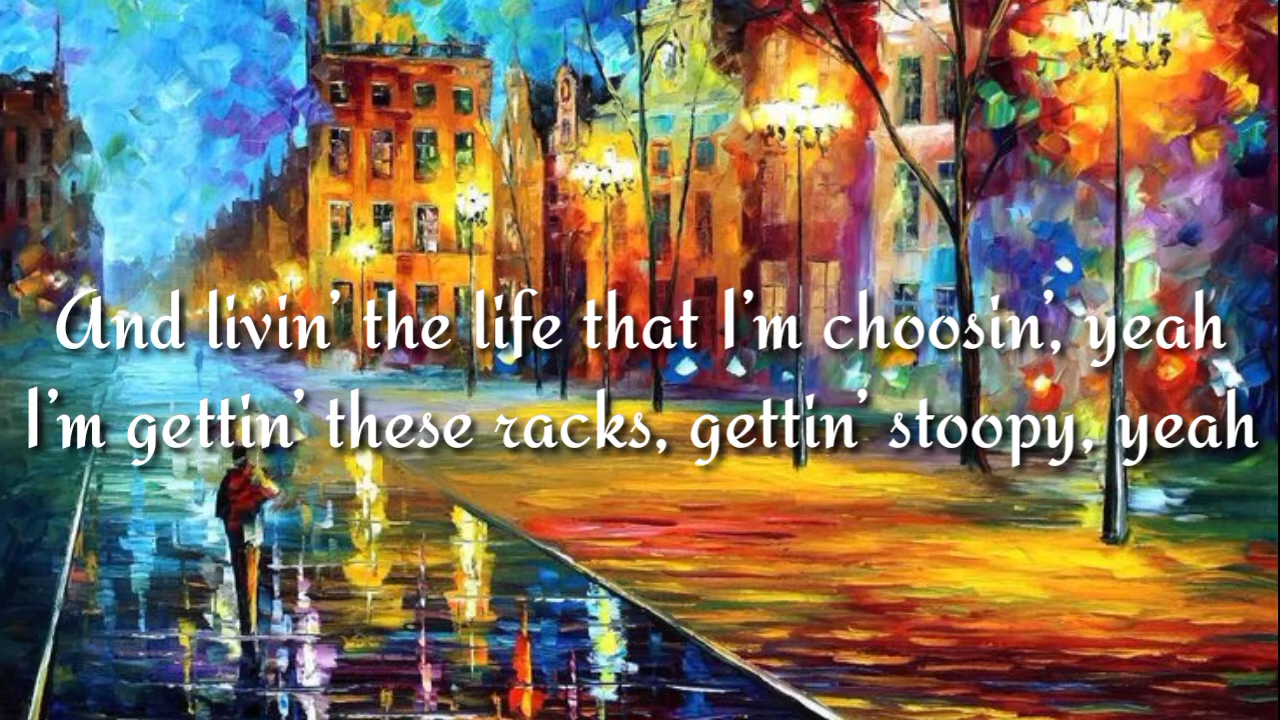 And livin' the life that I'm choosin', yeah
I'm gettin' these racks, gettin' stoopy, yeah